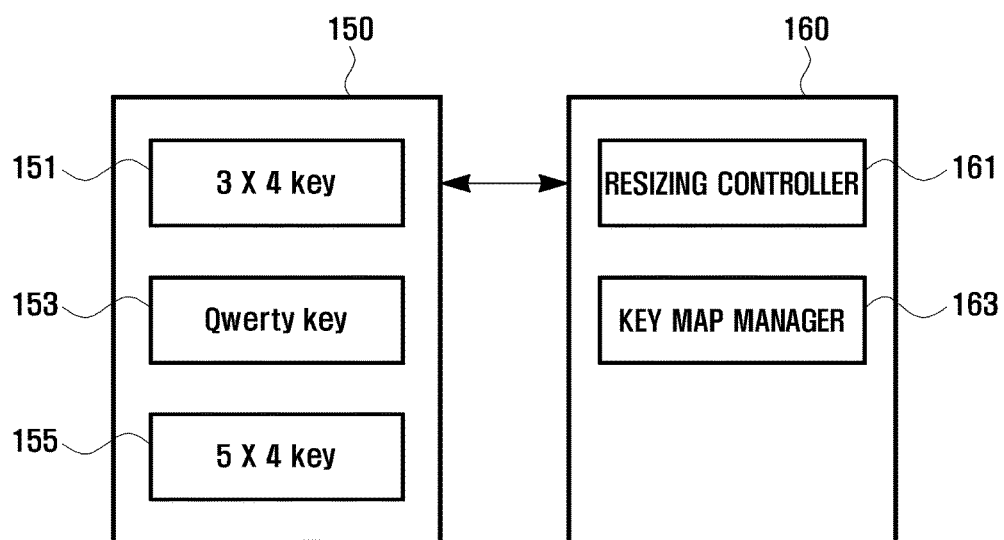 150
160
151
3 X 4 key
RESIZING CONTROLLER
161
153
Qwerty key
KEY MAP MANAGER
163
155
5 X 4 key